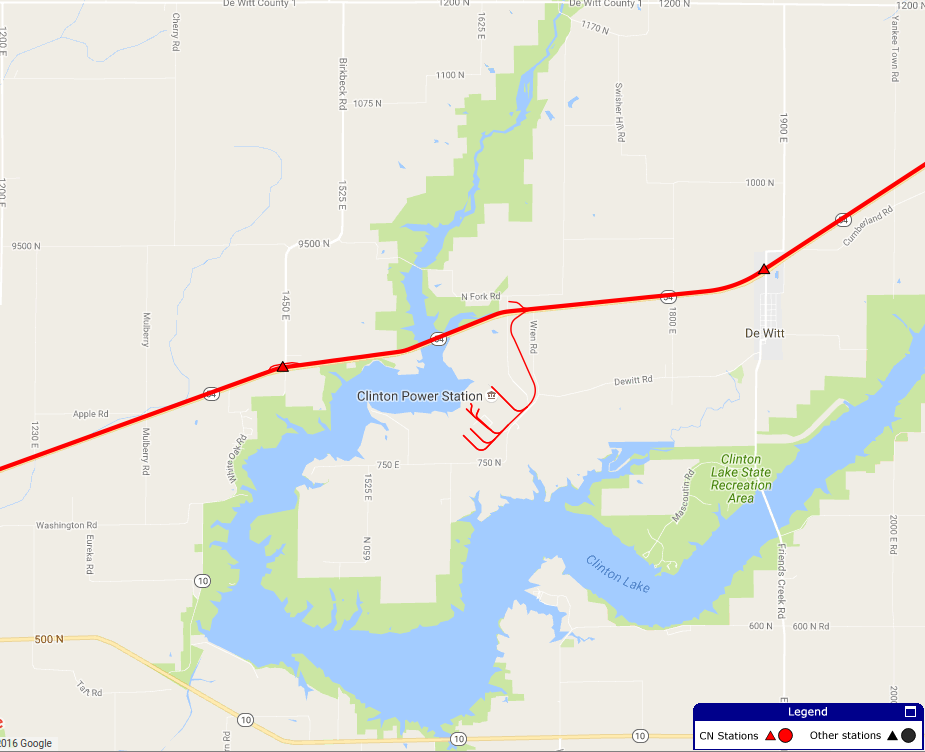 De Witt County 1
1200 N
De Witt County 1
1200 N
1200 N
1200 E
Cherry Rd
1625 E
1170 N
Yankee Town Rd
Birkbeck Rd
1100 N
1075 N
Swisher Hill Rd
1900 E
1200 E
1525 E
1000 N
54
Cumberland Rd
9500 N
9500 N
N Fork Rd
1450 E
Mulberry
54
1800 E
Wren Rd
De Witt
54
54
Clinton Power Station
Dewitt Rd
Apple Rd
1230 E
Mulberry Rd
White Oak Rd
750 E
750 N
1525 E
Clinton
Lake State
Recreation
Area
Mascoutin Rd
Washington Rd
Eureka Rd
N 059
2000 E Rd
Clinton Lake
Friends Creek Rd
10
500 N
600 N
600 N Rd
Tart Rd
10
10
10
2016 Google
Legend
CN Stations
Other stations